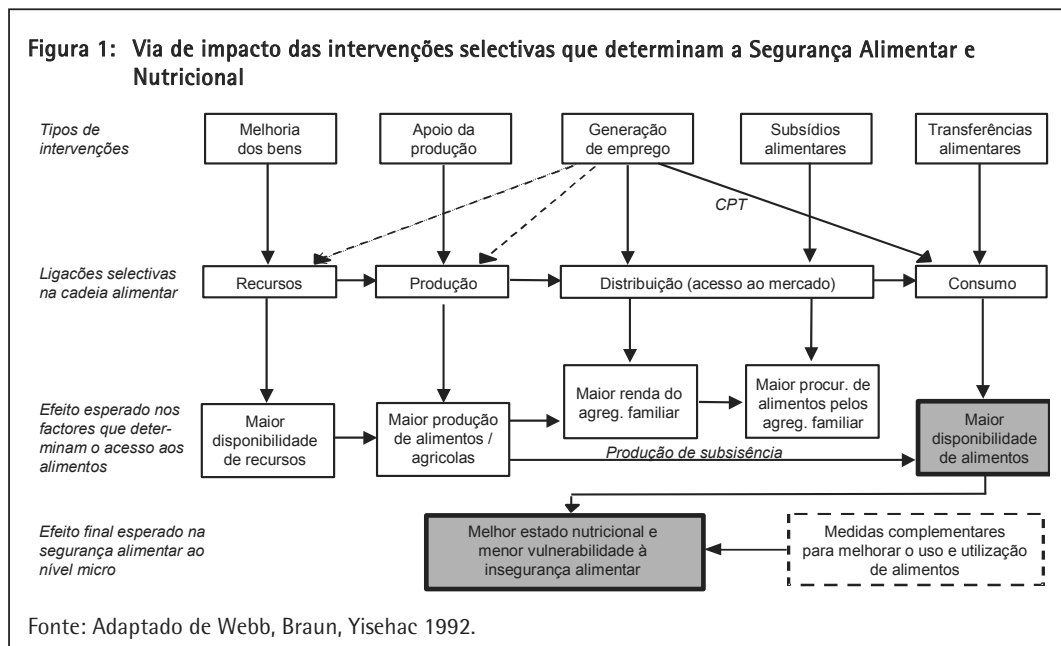 Figura 1: Via de impacto das intervenções selectivas que determinam a Segurança Alimentar e
Nutricional
Tipos de
intervenções
Melhoria
dos bens
Apoio da
produção
Generação
de emprego
Subsídios
alimentares
Transferências
alimentares
CPT
Ligacões selectivas
na cadeia alimentar
Recursos
Produção
Distribuição (acesso ao mercado)
Consumo
Efeito esperado nos
factores que deter-
minam o acesso aos
alimentos
Maior
disponibilidade
de recursos
Maior produção
de alimentos /
agricolas
Maior renda do
agreg. familiar
Maior procur. de
alimentos pelos
agreg. familiar
Maior
disponibilidade
de alimentos
Produção de subsisência
Efeito final esperado na
segurança alimentar ao
nível micro
Melhor estado nutricional e
menor vulnerabilidade à
insegurança alimentar
Medidas complementares
para melhorar o uso e utilização
de alimentos
Fonte: Adaptado de Webb, Braun, Yisehac 1992.